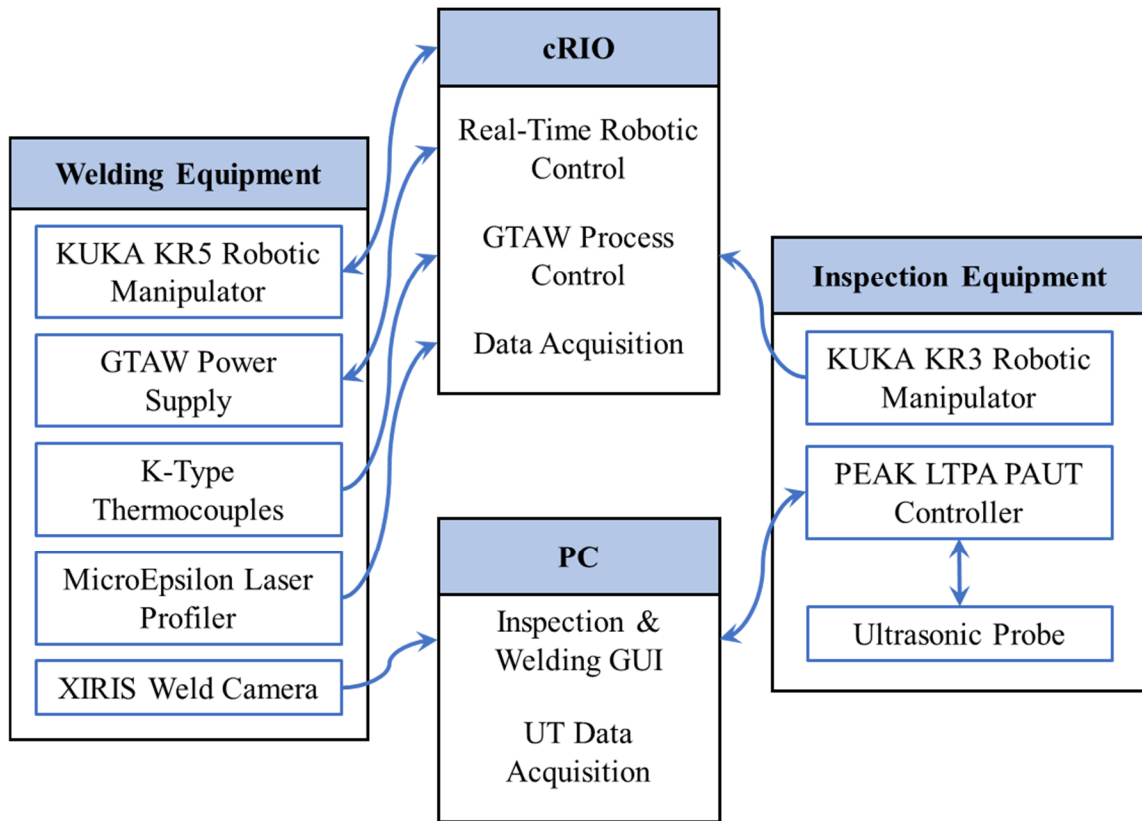 Welding Equipment
KUKA KR5 Robotic
Manipulator
GTAW Power
Supply
K-Type
Thermocouples
MicroEpsilon Laser
Profiler
XIRIS Weld Camera
cRIO
Real-Time Robotic
Control
GTAW Process
Control
Data Acquisition
PC
Inspection &
Welding GUI
UT Data
Acquisition
Inspection Equipment
KUKA KR3 Robotic
Manipulator
PEAK LTPA PAUT
Controller
Ultrasonic Probe